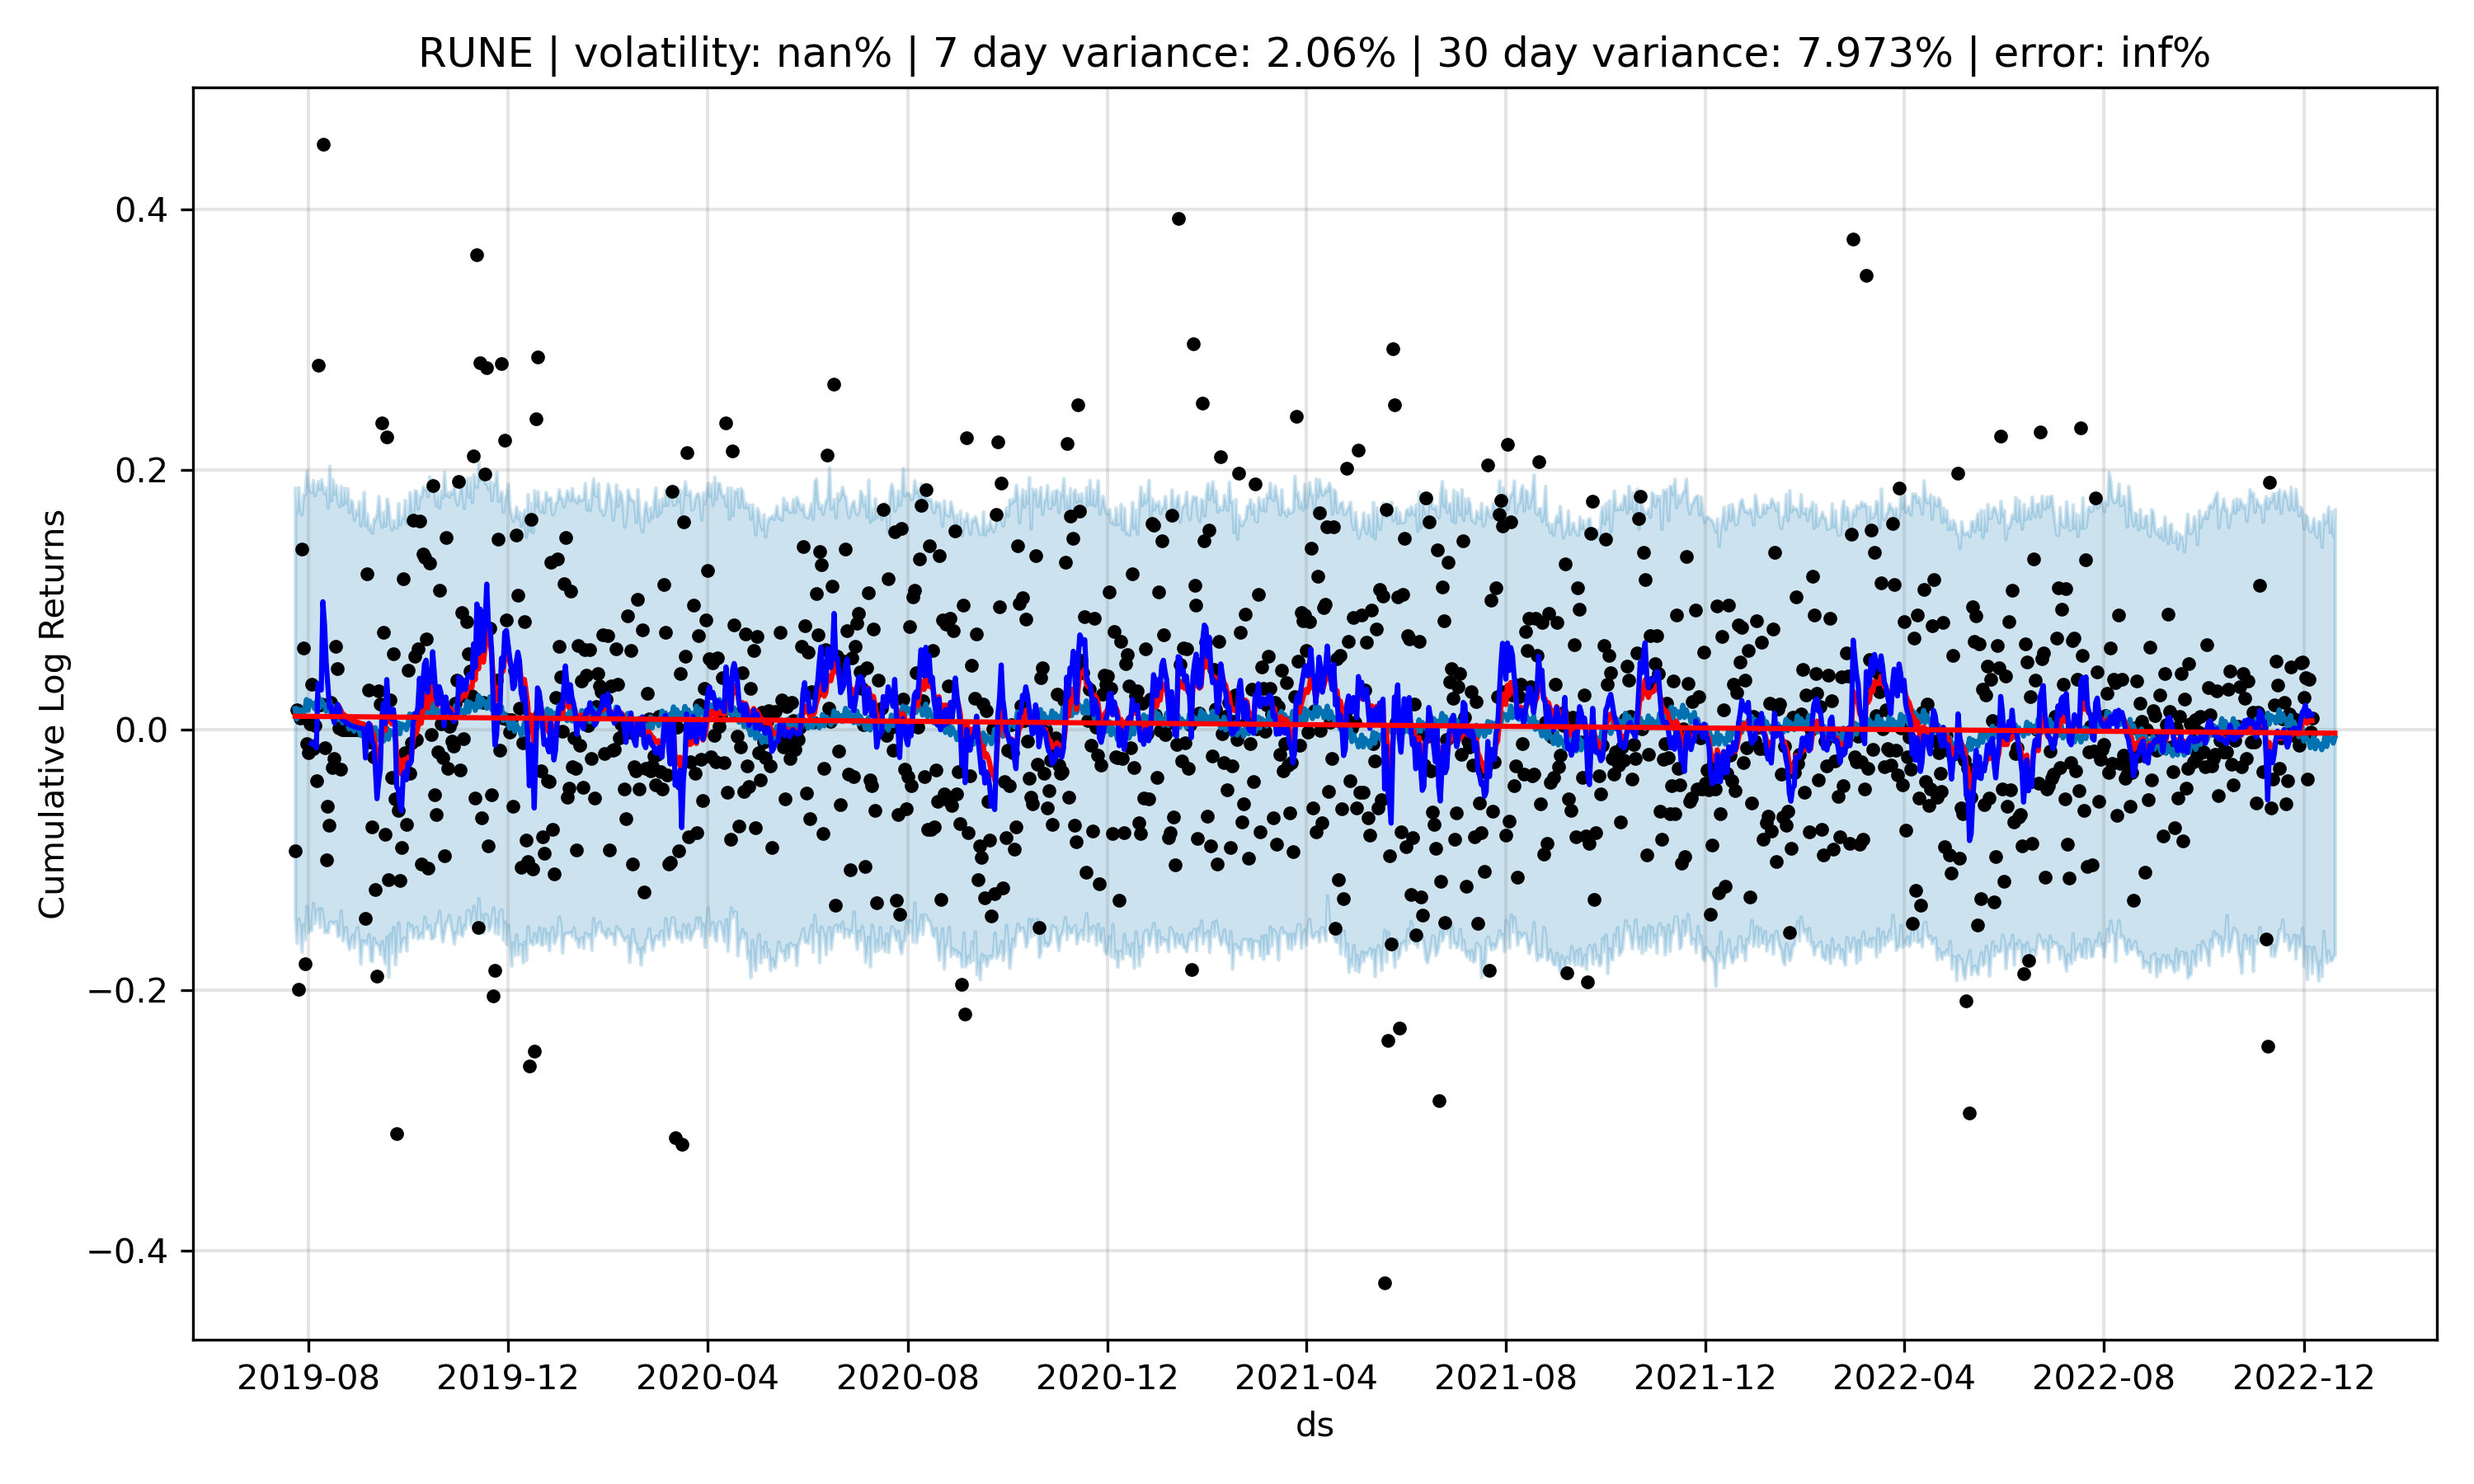 RUNE | volatility: nan% | 7 day variance: 2.06% | 30 day variance: 7.973% | error: inf%
Cumulative Log Returns
0.4
0.2
0.0
−0.2
−0.4
2019-08 2019-12 2020-04 2020-08 2020-12 2021-04 2021-08 2021-12 2022-04 2022-08 2022-12
ds